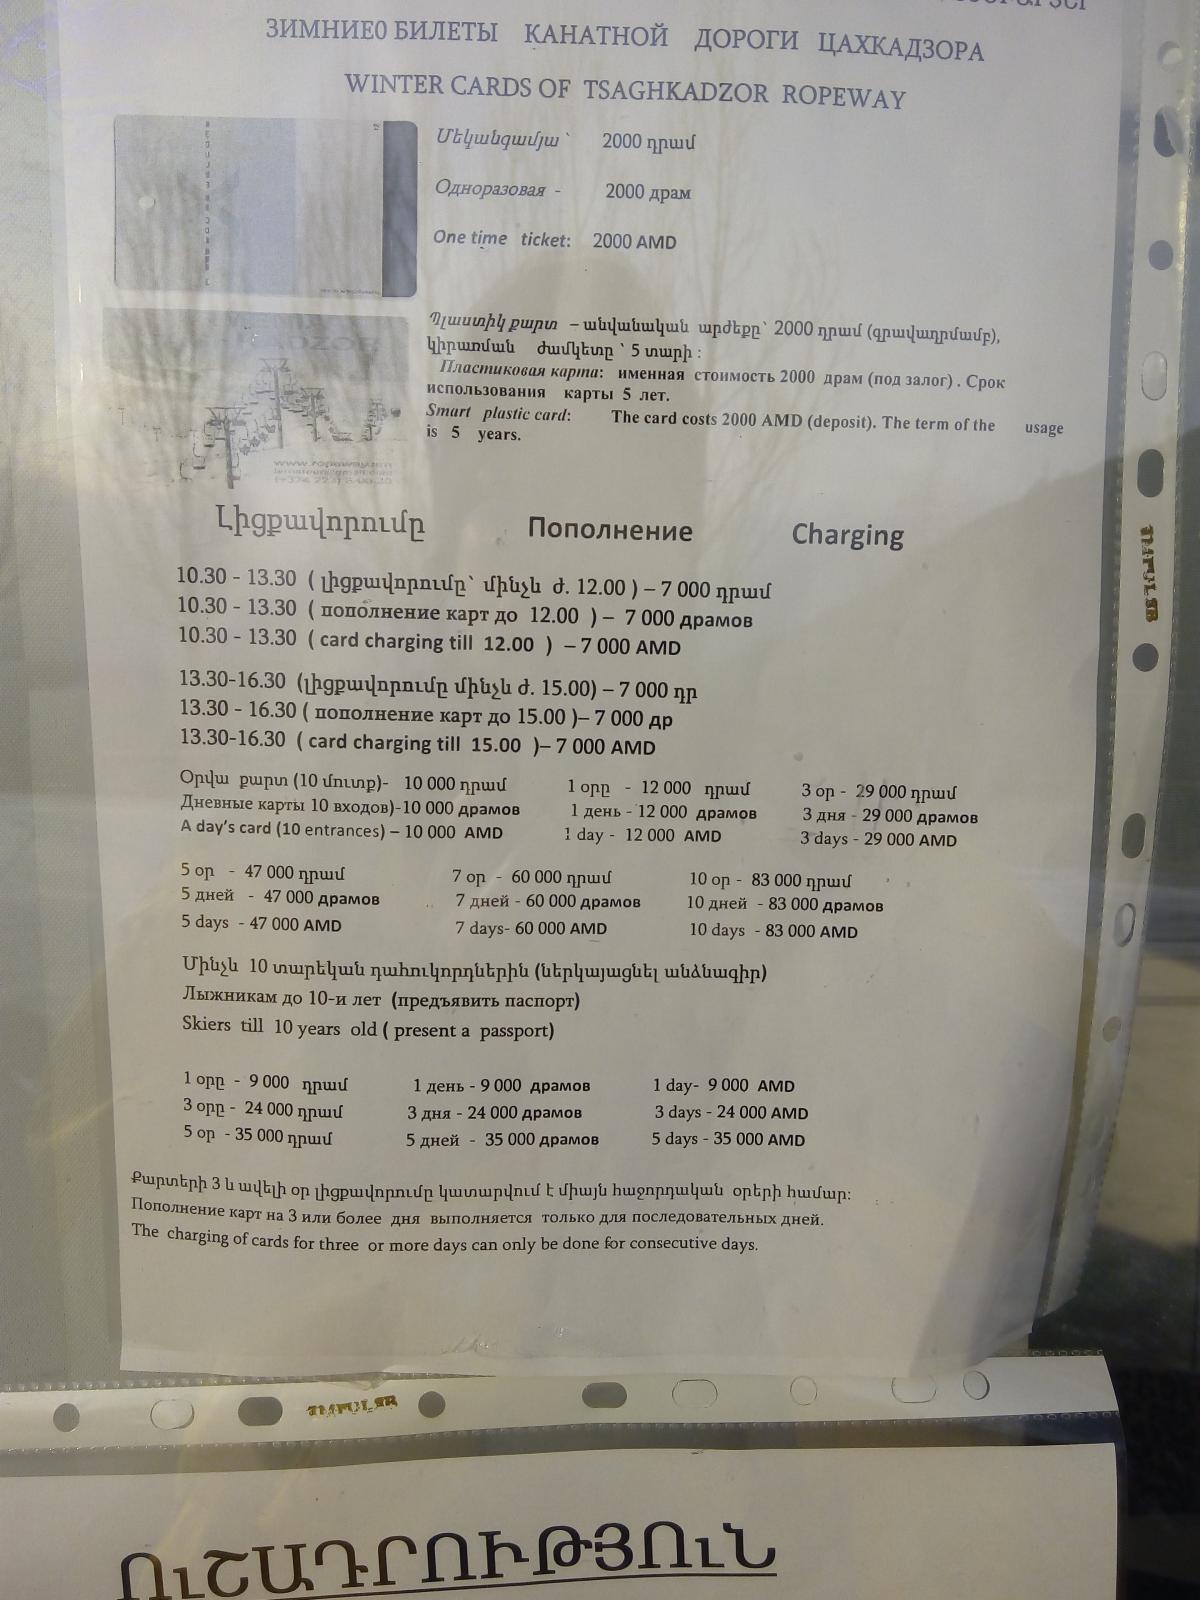 ЗИМНИЕ0 БИЛЕТЫ КАНАТНОЙ ДОРОГИ ЦАХКАДЗОРА
WINTER CARDS OF TSAGHKADZOR ROPEWAY
Մեկանգամյա ՝ 2000 դրամ
Одноразовая - 2000 драм
One time ticket: 2000 AMD
Պլաստիկ քարտ – անվանական արժեքը՝ 2000 դրամ (գրավադրմամբ),
կիրառման ժամկետը ՝ 5 տարի :
Пластиковая карта: именная стоимость 2000 драм (под залог) . Срок
использования карты 5 лет.
Smart plastic card: The card costs 2000 AMD (deposit). The term of the usage
is 5 years.
Լիցքավորումը Пополнение Charging
10.30 - 13.30 ( լիցքավորումը՝ մինչև ժ. 12.00 ) – 7 000 դրամ
10.30 - 13.30 ( пополнение карт до 12.00 ) – 7 000 драмов
10.30 - 13.30 ( card charging till 12.00 ) – 7 000 AMD
13.30-16.30 (լիցքավորումը մինչև ժ. 15.00) – 7 000 դր
13.30 - 16.30 ( пополнение карт до 15.00 )– 7 000 др
13.30-16.30 ( card charging till 15.00 )– 7 000 AMD
Օրվա քարտ (10 մուտք)- 10 000 դրամ 1 օրը - 12 000 դրամ 3 օր - 29 000 դրամ
Дневные карты 10 входов)-10 000 драмов 1 день - 12 000 драмов 3 дня - 29 000 драмов
A day's card (10 entrances) – 10 000 AMD 1 day - 12 000 AMD 3 days - 29 000 AMD
5 օր - 47 000 դրամ 7 օր - 60 000 դրամ 10 օր - 83 000 դրամ
5 дней - 47 000 драмов 7 дней - 60 000 драмов 10 дней - 83 000 драмов
5 days - 47 000 AMD 7 days- 60 000 AMD 10 days - 83 000 AMD
Մինչև 10 տարեկան դահուկորդներին (ներկայացնել անձնագիր)
Лыжникам до 10-и лет (предъявить паспорт)
Skiers till 10 years old ( present a passport)
1 օրը - 9 000 դրամ 1 день - 9 000 драмов 1 day- 9 000 AMD
3 օրը - 24 000 դրամ 3 дня - 24 000 драмов 3 days - 24 000 AMD
5 օր - 35 000 դրամ 5 дней - 35 000 драмов 5 days - 35 000 AMD
Քարտերի 3 և ավելի օր լիցքավորումը կատարվում է միայն հաջորդական օրերի համար:
Пополнение карт на 3 или более дня выполняется только для последовательных дней.
The charging of cards for three or more days can only be done for consecutive days.
ՈւՇԱԴՐՈՒԹՅՈւՆ